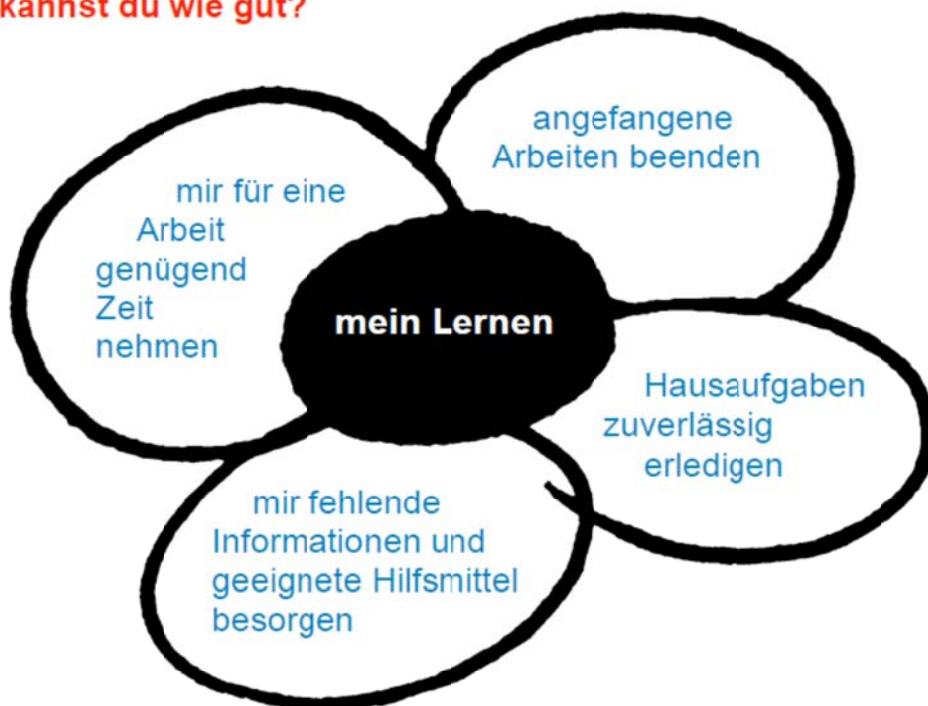 kannst du wie gut?
angefangene
Arbeiten beenden
mir für eine
Arbeit
genügend
Zeit
nehmen
mein Lernen
Hausaufgaben
zuverlässig
erledigen
mir fehlende
Informationen und
geeignete Hilfsmittel
besorgen